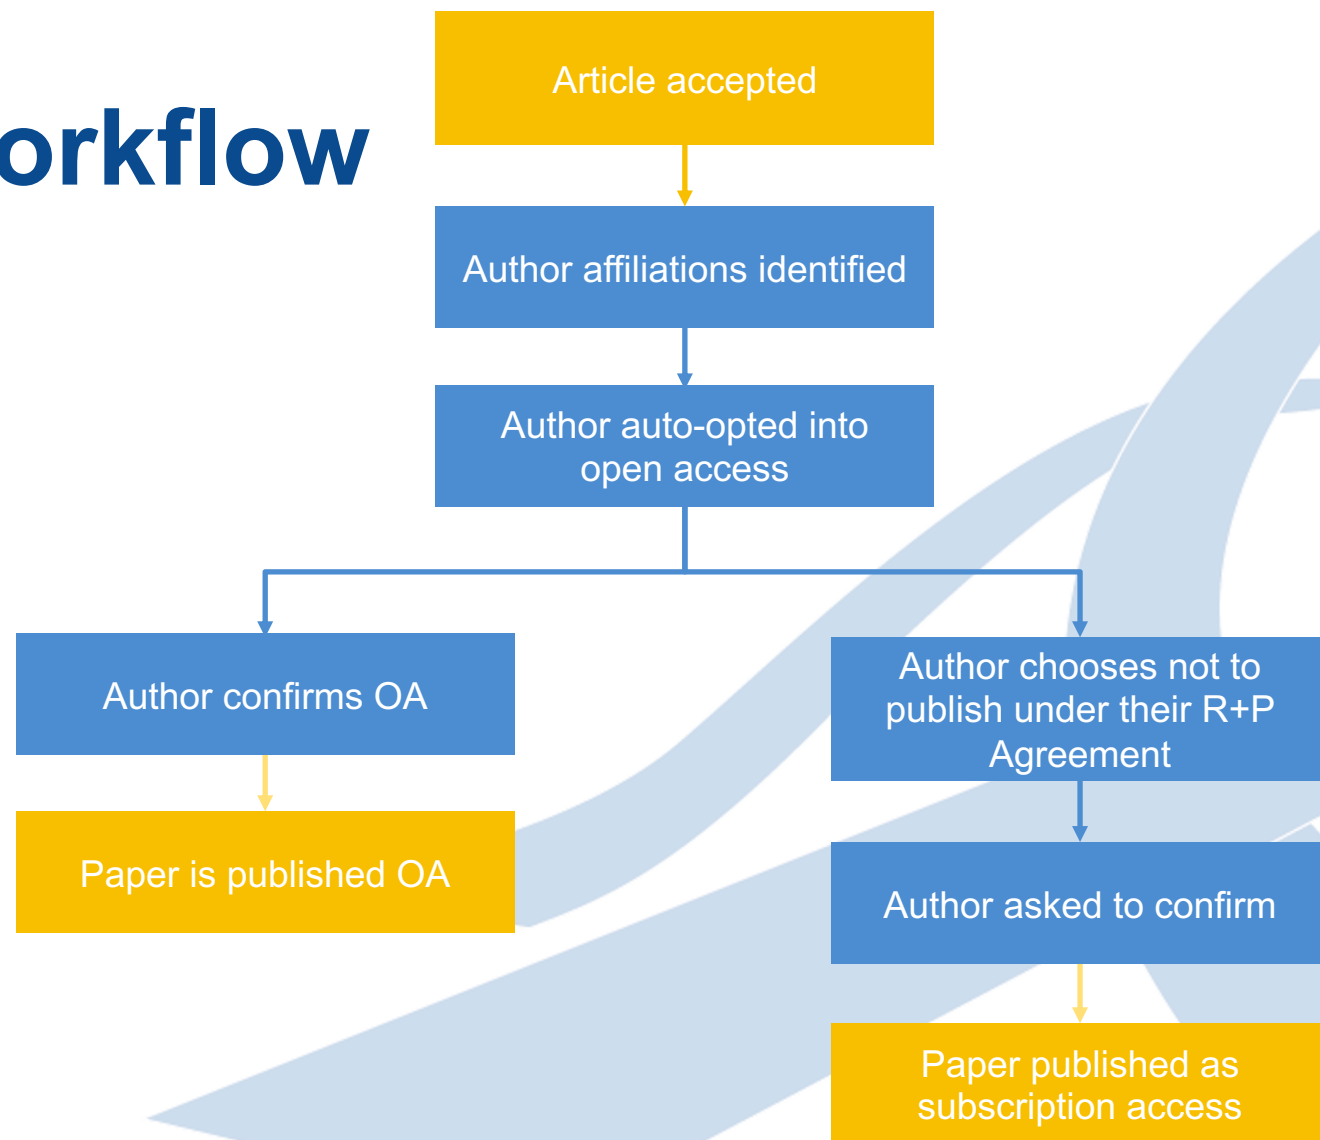 orkflow
Article accepted
Author affiliations identified
Author auto-opted into
open access
Author confirms OA
Paper is published OA
Author chooses not to
publish under their R+P
Agreement
Author asked to confirm
Paper published as
subscription access